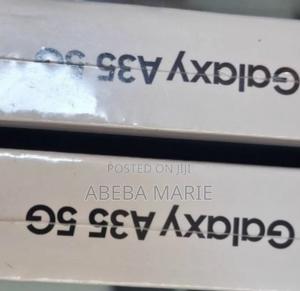 Galaxy A35 5G
POSTED ON JIJI
ABEBA MARIE
Galaxy A35 5G